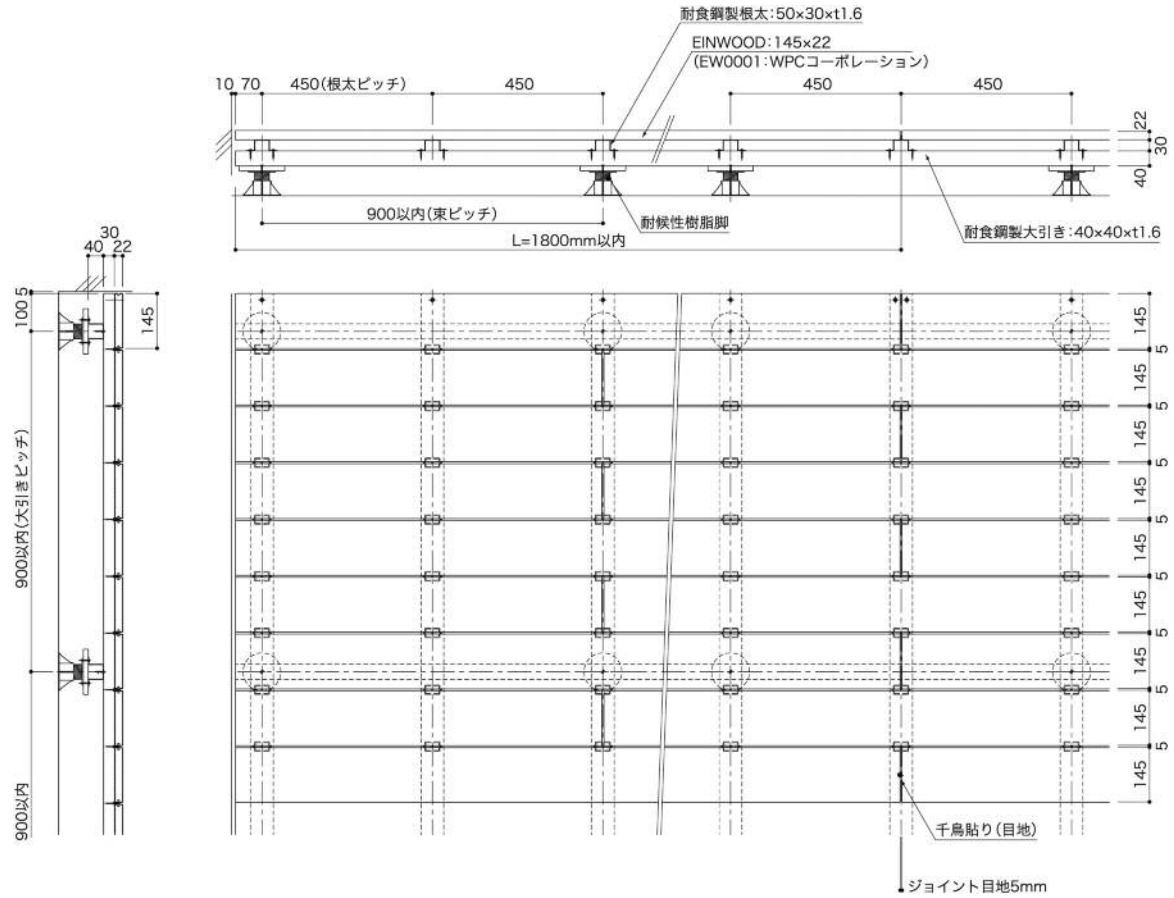 耐食鋼製根太：50×30×t1.6
EINWOOD：145×22
(EW0001：WPCコーポレーション)
10 70 450(根太ピッチ) 450 450 450
22
30
40
900以内(束ピッチ)
耐候性樹脂脚
耐食鋼製大引き：40×40×t1.6
L=1800mm以内
30
40 22
5
100
145
900以内(大引きピッチ)
900以内
145
5
145
5
145
5
145
5
145
5
145
5
145
5
145
5
145
千鳥貼り(目地)
ジョイント目地5mm